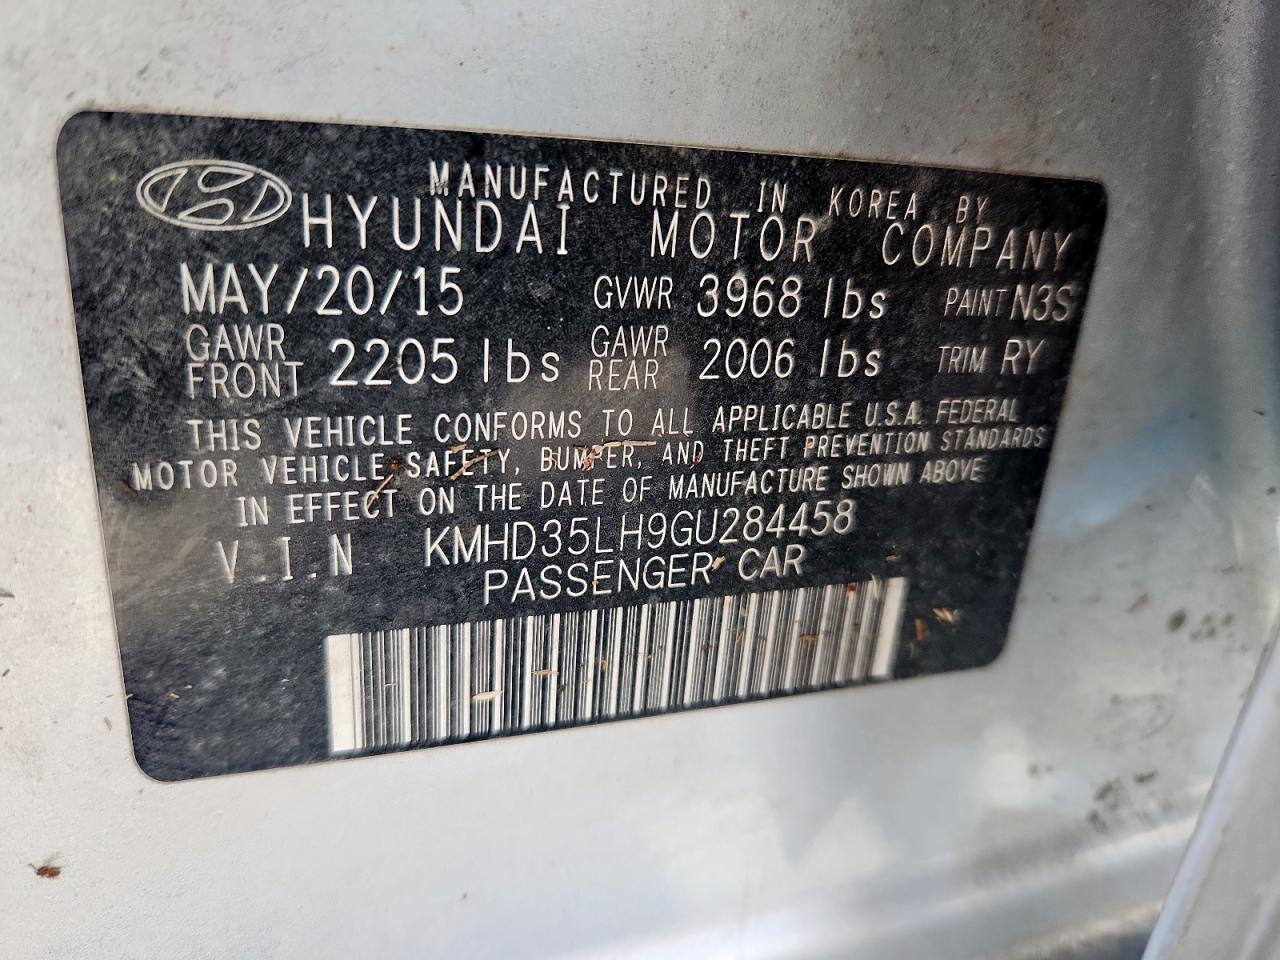 MANUFACTURED IN KOREA BY
HYUNDAI MOTOR COMPANY
MAY/20/15 GVWR 3968 lbs PAINT N3S
GAWR FRONT 2205 lbs GAWR REAR 2006 lbs TRIM RY
THIS VEHICLE CONFORMS TO ALL APPLICABLE U.S.A. FEDERAL
MOTOR VEHICLE SAFETY, BUMPER, AND THEFT PREVENTION STANDARDS
IN EFFECT ON THE DATE OF MANUFACTURE SHOWN ABOVE
V.I.N KMHD35LH9GU284458
PASSENGER CAR